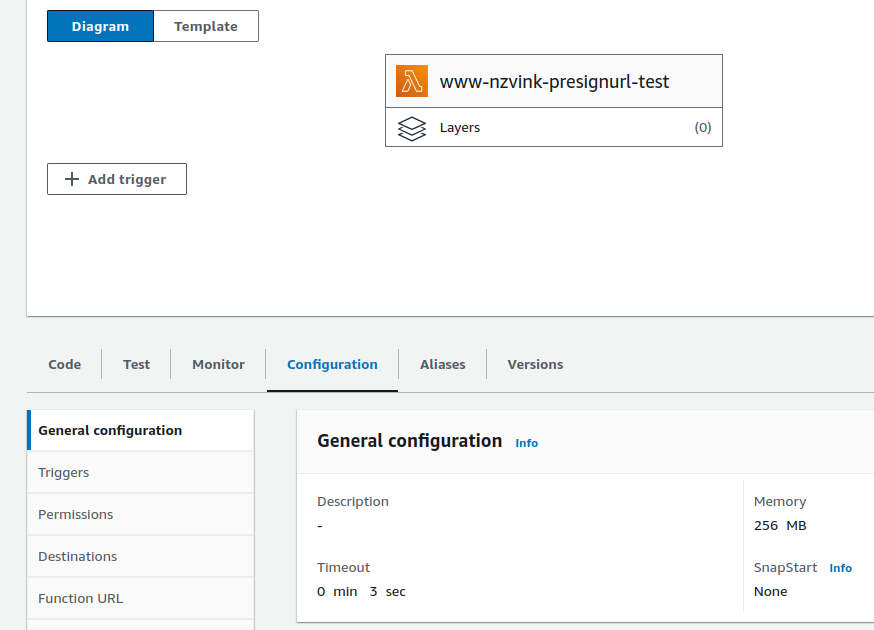 Diagram Template
www-nzvink-presignurl-test
Layers (0)
+ Add trigger
Code Test Monitor Configuration Aliases Versions
General configuration
Triggers
Permissions
Destinations
Function URL
General configuration Info
Description
-
Timeout
0 min 3 sec
Memory
256 MB
SnapStart Info
None